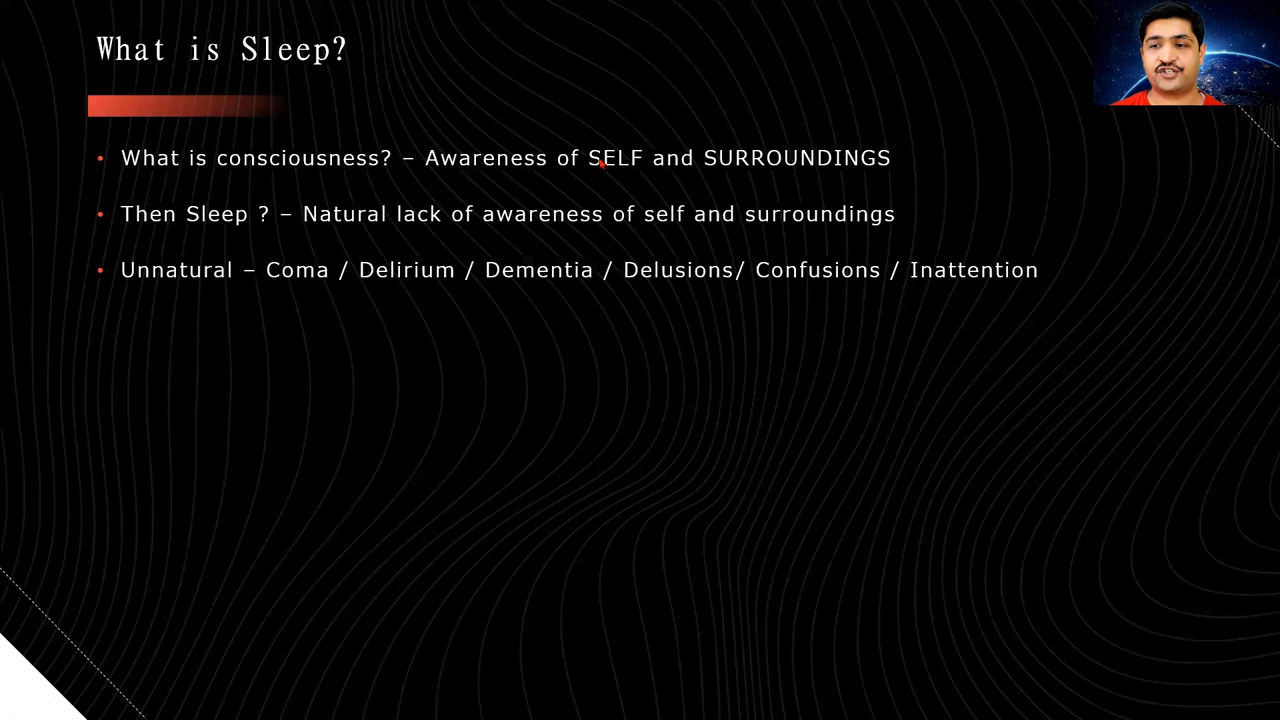 What is Sleep?
What is consciousness? – Awareness of SELF and SURROUNDINGS
Then Sleep ? – Natural lack of awareness of self and surroundings
Unnatural – Coma / Delirium / Dementia / Delusions/ Confusions / Inattention